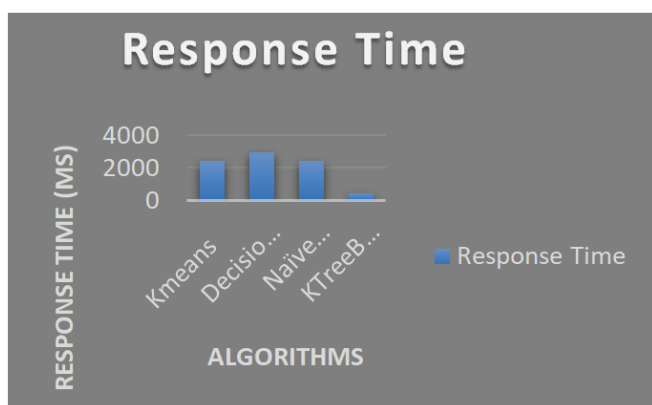 Response Time
RESPONSE TIME (MS)
4000
2000
0
Kmeans
Decisio...
Naïve...
KTreeB...
ALGORITHMS
Response Time